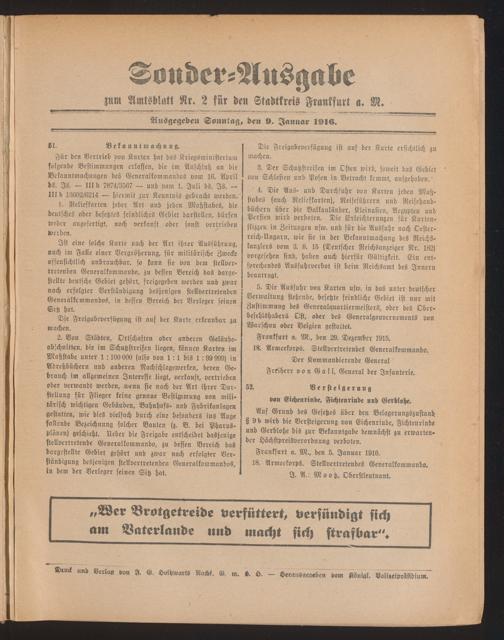 Sonder-Ausgabe
zum Amtsblatt Nr. 2 für den Stadtkreis Frankfurt a. M.
Ausgegeben Sonntag, den 9. Januar 1916.
51. Bekanntmachung.
Für den Vertrieb von Karten hat das Kriegsministerium
folgende Bestimmungen erlassen, die im Anschluß an die
Bekanntmachungen des Generalkommandos vom 16. April
ds. Js. — III b 7874/3567 — und vom 1. Juli ds. Js. —
III b hiermit zur Kenntnis gebracht werden.
1. Reliefkarten jeder Art und jeden Maßstabes, die
deutsches oder besetztes feindliches Gebiet darstellen, dürfen
weder angefertigt, noch verkauft oder sonst vertrieben
werden.
Ist eine solche Karte nach der Art ihrer Ausführung,
auch im Falle einer Vergrößerung, für militärische Zwecke
offensichtlich unbrauchbar, so kann sie von dem stellver-
tretenden Generalkommando, zu dessen Bereich das darge-
stellte deutsche Gebiet gehört, freigegeben werden und zwar
nach erfolgter Verständigung desjenigen stellvertretenden
Generalkommandos, in dessen Bereich der Verleger seinen
Sitz hat.
Die Freigabeverfügung ist auf der Karte erkennbar zu
machen.
2. Von Städten, Ortschaften oder anderen Geländе-
abschnitten, die im Schutzstreifen liegen, können Karten im
Maßstabe unter 1 : 100 000 (also von 1 : 1 bis 1 : 99 999) in
Adreßbüchern und anderen Nachschlagewerken, deren Ge-
brauch im allgemeinen Interesse liegt, verkauft, vertrieben
oder verwandt werden, wenn sie nach der Art ihrer Dar-
stellung für Flieger keine genaue Bestimmung von mili-
tärisch wichtigen Gebäuden, Bahnhofs- und Fabrikanlagen
gestatten, wie dies vielfach durch eine besonders ins Auge
fallende Bezeichnung solcher Bauten (z. B. bei Pharus-
plänen) geschieht. Ueber die Freigabe entscheidet dasjenige
stellvertretende Generalkommando, zu dessen Bereich das
dargestellte Gebiet gehört und zwar nach erfolgter Ver-
ständigung desjenigen stellvertretenden Generalkommandos,
in dem der Verleger seinen Sitz hat.
Die Freigabeverfügung ist auf der Karte ersichtlich zu
machen.
3. Der Schutzstreifen im Osten wird, soweit das Gebiet
von Schlesien und Posen in Betracht kommt, aufgehoben.
4. Die Aus- und Durchfuhr von Karten jeden Maß-
stabes (auch Reliefkarten), Reiseführern und Reisehand-
büchern über die Balkanländer, Kleinasien, Aegypten und
Persien wird verboten. Die Erleichterungen für Karten-
skizzen in Zeitungen usw. und für die Ausfuhr nach Oester-
reich-Ungarn, wie sie in der Bekanntmachung des Reichs-
kanzlers vom 3. 8. 15 (Deutscher Reichsanzeiger Nr. 182)
vorgesehen sind, haben auch hierfür Gültigkeit. Ein ent-
sprechendes Ausfuhrverbot ist beim Reichsamt des Innern
beantragt.
5. Die Ausfuhr von Karten usw. in das unter deutscher
Verwaltung stehende, besetzte feindliche Gebiet ist nur mit
Zustimmung des Generalquartiermeisters, oder des Ober-
befehlshabers Ost, oder des Generalgouvernements von
Warschau oder Belgien gestattet.
Frankfurt a. M., den 29. Dezember 1915.
18. Armeekorps. Stellvertretendes Generalkommando.
Der Kommandierende General
Freiherr von Gall, General der Infanterie.
52. Versteigerung
von Eichenrinde, Fichtenrinde und Gerblohe.
Auf Grund des Gesetzes über den Belagerungszustand
§ 9 b wird die Versteigerung von Eichenrinde, Fichtenrinde
und Gerblohe bis zur Bekanntgabe demnächst zu erwarten-
der Höchstpreisverordnung verboten.
Frankfurt a. M., den 5. Januar 1916.
18. Armeekorps. Stellvertretendes Generalkommando.
J. A.: Mootz, Oberstleutnant.
„Wer Brotgetreide verfüttert, versündigt sich
am Vaterlande und macht sich strafbar“.
Druck und Verlag von J. G. Holtzwarts Nachf. G. m. b. H. — Herausgegeben vom Königl. Polizeipräsidium.